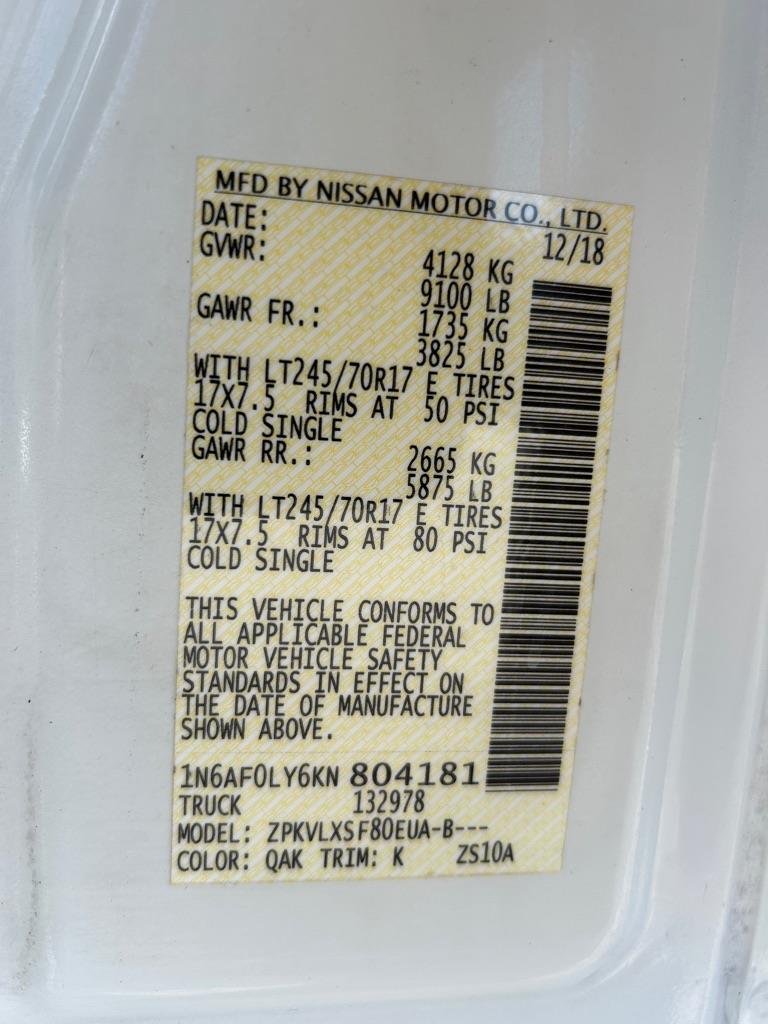 MFD BY NISSAN MOTOR CO., LTD.
DATE: 12/18
GVWR: 4128 KG
9100 LB
GAWR FR.: 1735 KG
3825 LB
WITH LT245/70R17 E TIRES
17X7.5 RIMS AT 50 PSI
COLD SINGLE
GAWR RR.: 2665 KG
5875 LB
WITH LT245/70R17 E TIRES
17X7.5 RIMS AT 80 PSI
COLD SINGLE
THIS VEHICLE CONFORMS TO
ALL APPLICABLE FEDERAL
MOTOR VEHICLE SAFETY
STANDARDS IN EFFECT ON
THE DATE OF MANUFACTURE
SHOWN ABOVE.
1N6AF0LY6KN 804181
TRUCK 132978
MODEL: ZPKVLXSF80EUA-B---
COLOR: QAK TRIM: K ZS10A